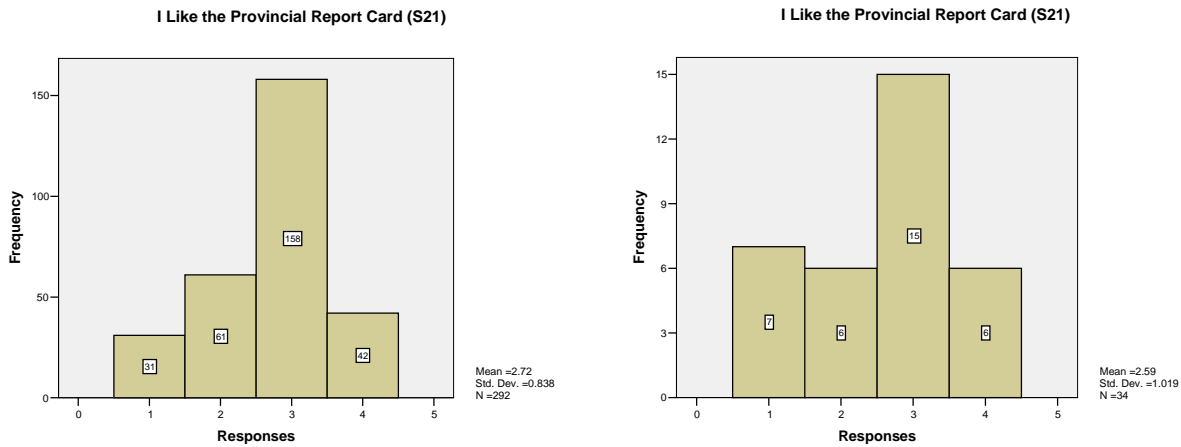 I Like the Provincial Report Card (S21)
150
100
50
0
Frequency
31
61
158
42
0 1 2 3 4 5
Responses
Mean =2.72
Std. Dev. =0.838
N =292
I Like the Provincial Report Card (S21)
15
12
9
6
3
0
Frequency
7
6
15
6
0 1 2 3 4 5
Responses
Mean =2.59
Std. Dev. =1.019
N =34